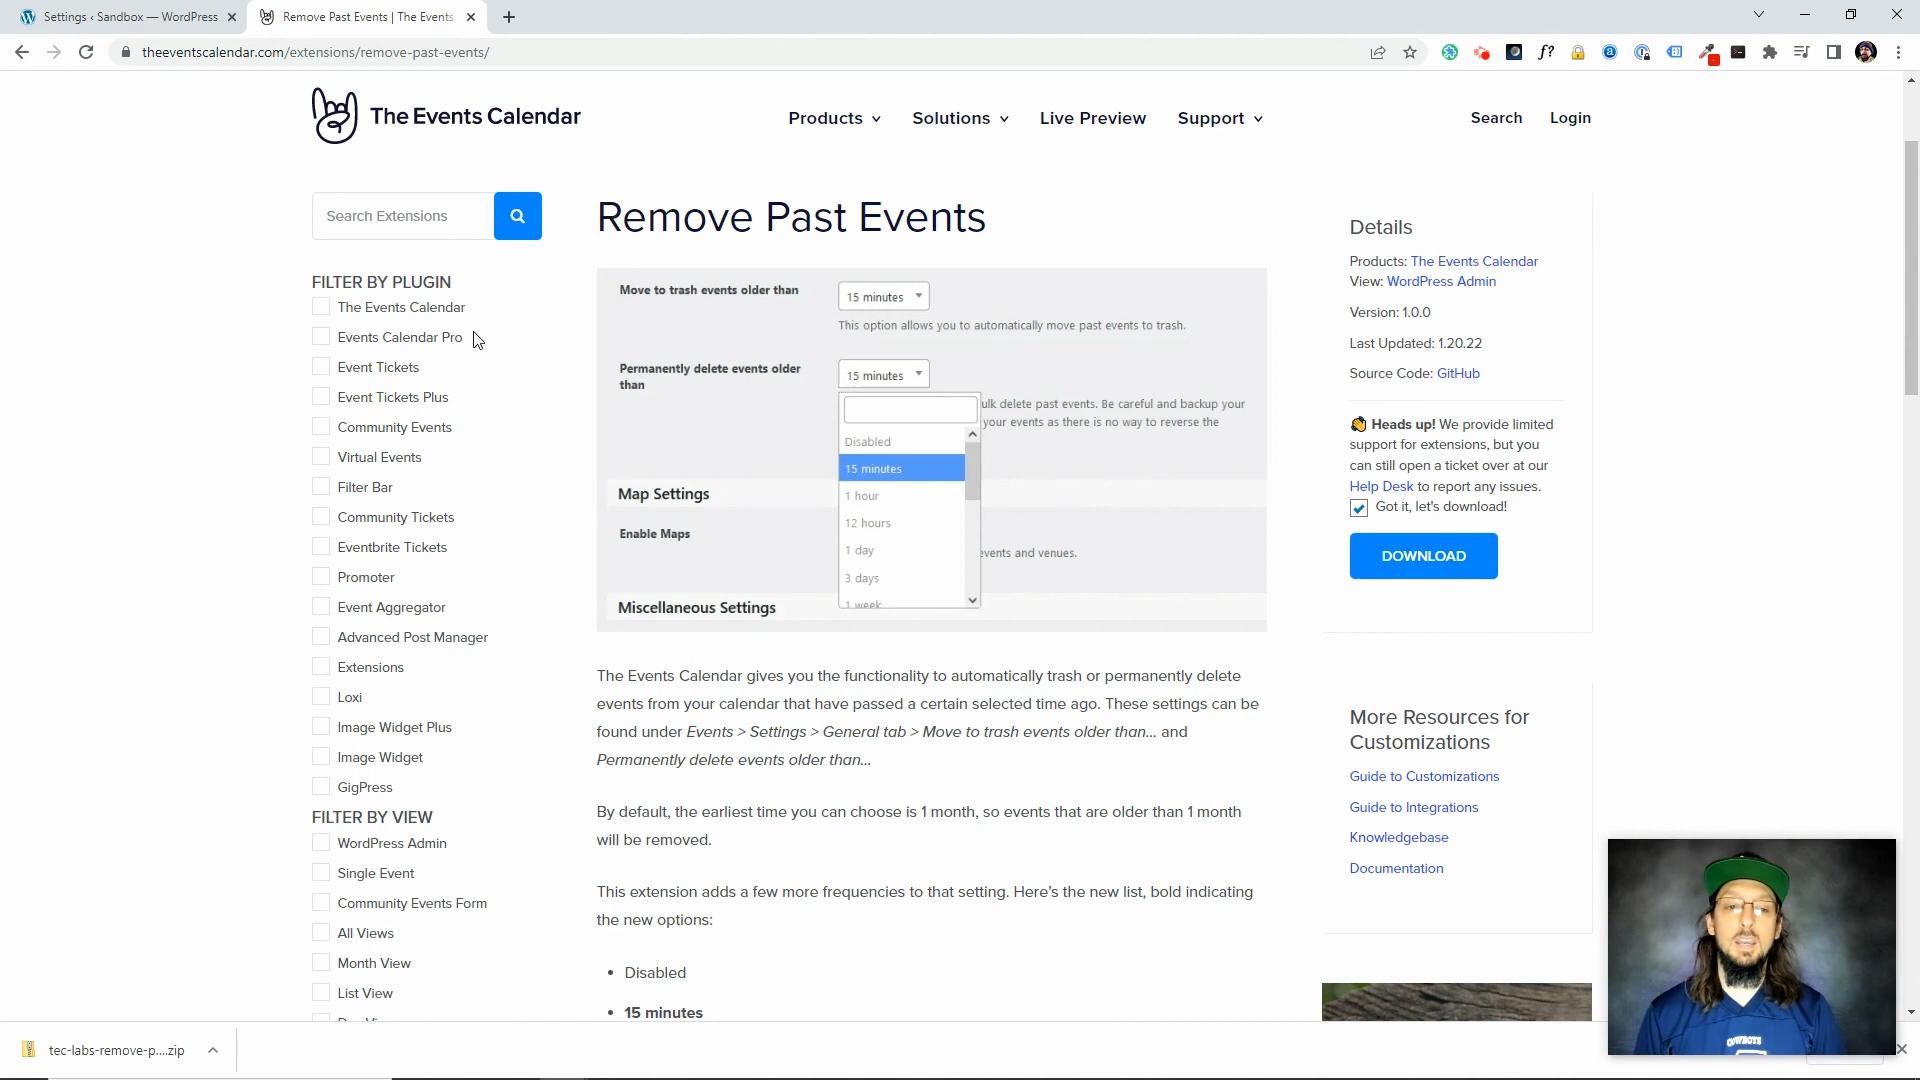 Settings ‹ Sandbox — WordPress
Remove Past Events | The Events
theeventscalendar.com/extensions/remove-past-events/
f?
The Events Calendar
Products
Solutions
Live Preview
Support
Search
Login
Search Extensions
FILTER BY PLUGIN
The Events Calendar
Events Calendar Pro
Event Tickets
Event Tickets Plus
Community Events
Virtual Events
Filter Bar
Community Tickets
Eventbrite Tickets
Promoter
Event Aggregator
Advanced Post Manager
Extensions
Loxi
Image Widget Plus
Image Widget
GigPress
FILTER BY VIEW
WordPress Admin
Single Event
Community Events Form
All Views
Month View
List View
Remove Past Events
Move to trash events older than
15 minutes
This option allows you to automatically move past events to trash.
Permanently delete events older
than
15 minutes
ulk delete past events. Be careful and backup your
your events as there is no way to reverse the
Disabled
15 minutes
1 hour
12 hours
1 day
3 days
1 week
Map Settings
Enable Maps
events and venues.
Miscellaneous Settings
The Events Calendar gives you the functionality to automatically trash or permanently delete
events from your calendar that have passed a certain selected time ago. These settings can be
found under Events > Settings > General tab > Move to trash events older than… and
Permanently delete events older than…
By default, the earliest time you can choose is 1 month, so events that are older than 1 month
will be removed.
This extension adds a few more frequencies to that setting. Here's the new list, bold indicating
the new options:
• Disabled
• 15 minutes
Details
Products: The Events Calendar
View: WordPress Admin
Version: 1.0.0
Last Updated: 1.20.22
Source Code: GitHub
Heads up! We provide limited
support for extensions, but you
can still open a ticket over at our
Help Desk to report any issues.
Got it, let's download!
DOWNLOAD
More Resources for
Customizations
Guide to Customizations
Guide to Integrations
Knowledgebase
Documentation
COWBOYS
tec-labs-remove-p....zip